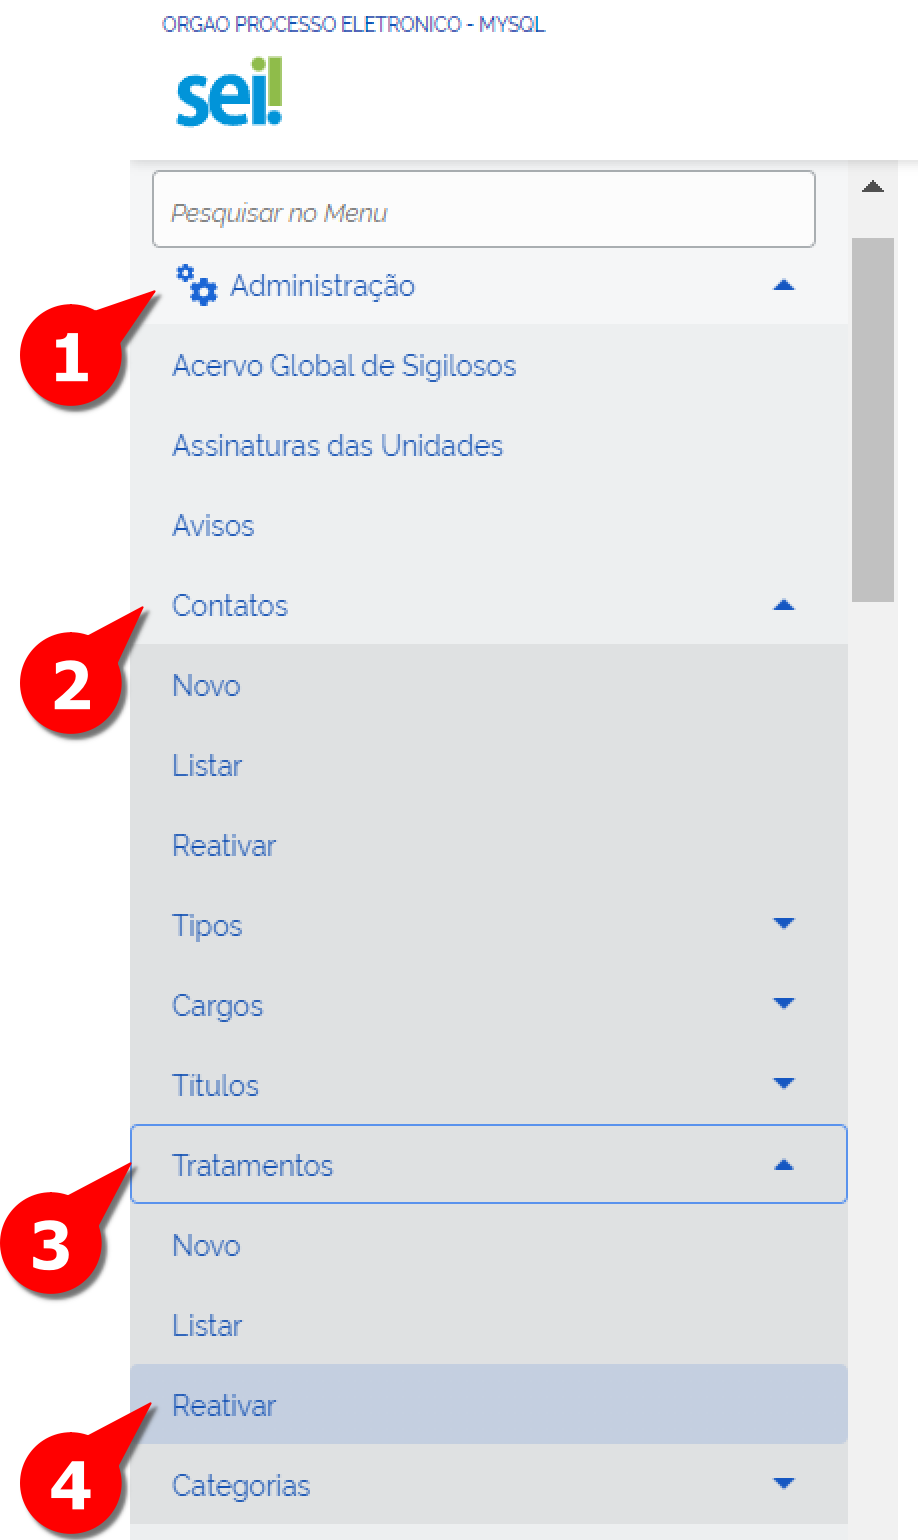 ORGAO PROCESSO ELETRONICO - MYSQL
sei!
Pesquisar no Menu
Administração
1
Acervo Global de Sigilosos
Assinaturas das Unidades
Avisos
Contatos
2
Novo
Listar
Reativar
Tipos
Cargos
Títulos
Tratamentos
3
Novo
Listar
Reativar
4
Categorias